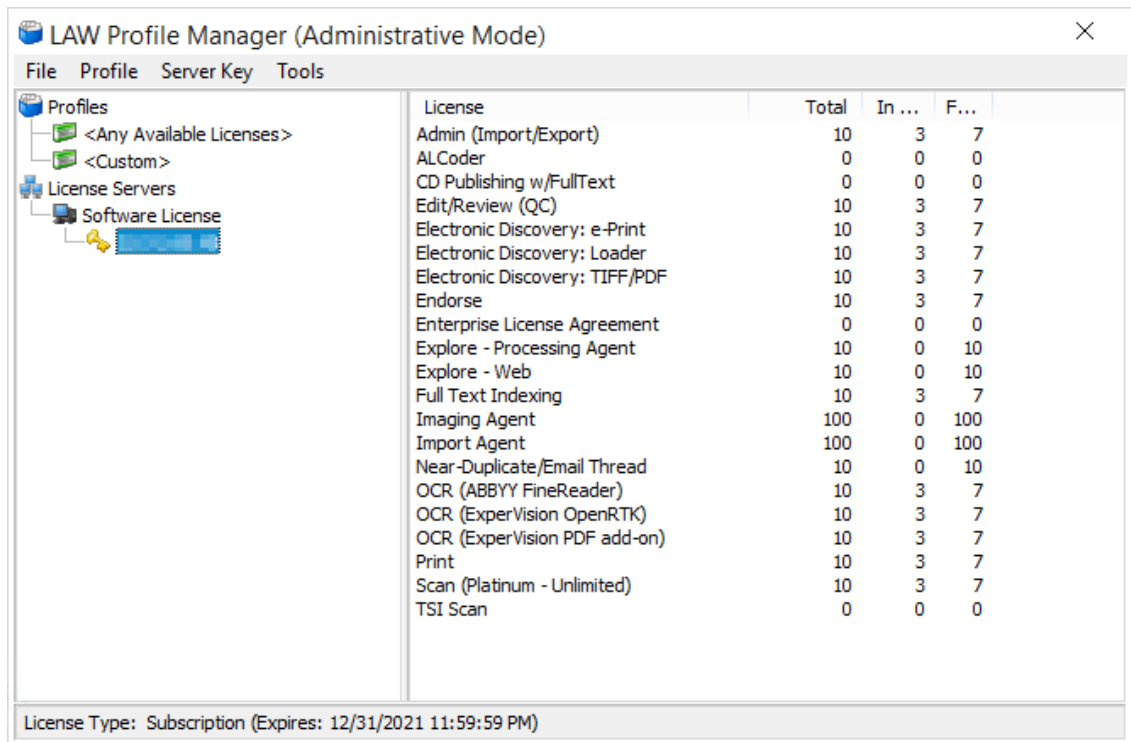 LAW Profile Manager (Administrative Mode)
File Profile Server Key Tools
Profiles
<Any Available Licenses>
<Custom>
License Servers
Software License
License Total In ... F...
Admin (Import/Export) 10 3 7
ALCoder 0 0 0
CD Publishing w/FullText 0 0 0
Edit/Review (QC) 10 3 7
Electronic Discovery: e-Print 10 3 7
Electronic Discovery: Loader 10 3 7
Electronic Discovery: TIFF/PDF 10 3 7
Endorse 10 3 7
Enterprise License Agreement 0 0 0
Explore - Processing Agent 10 0 10
Explore - Web 10 0 10
Full Text Indexing 10 3 7
Imaging Agent 100 0 100
Import Agent 100 0 100
Near-Duplicate/Email Thread 10 0 10
OCR (ABBYY FineReader) 10 3 7
OCR (ExperVision OpenRTK) 10 3 7
OCR (ExperVision PDF add-on) 10 3 7
Print 10 3 7
Scan (Platinum - Unlimited) 10 3 7
TSI Scan 0 0 0
License Type: Subscription (Expires: 12/31/2021 11:59:59 PM)